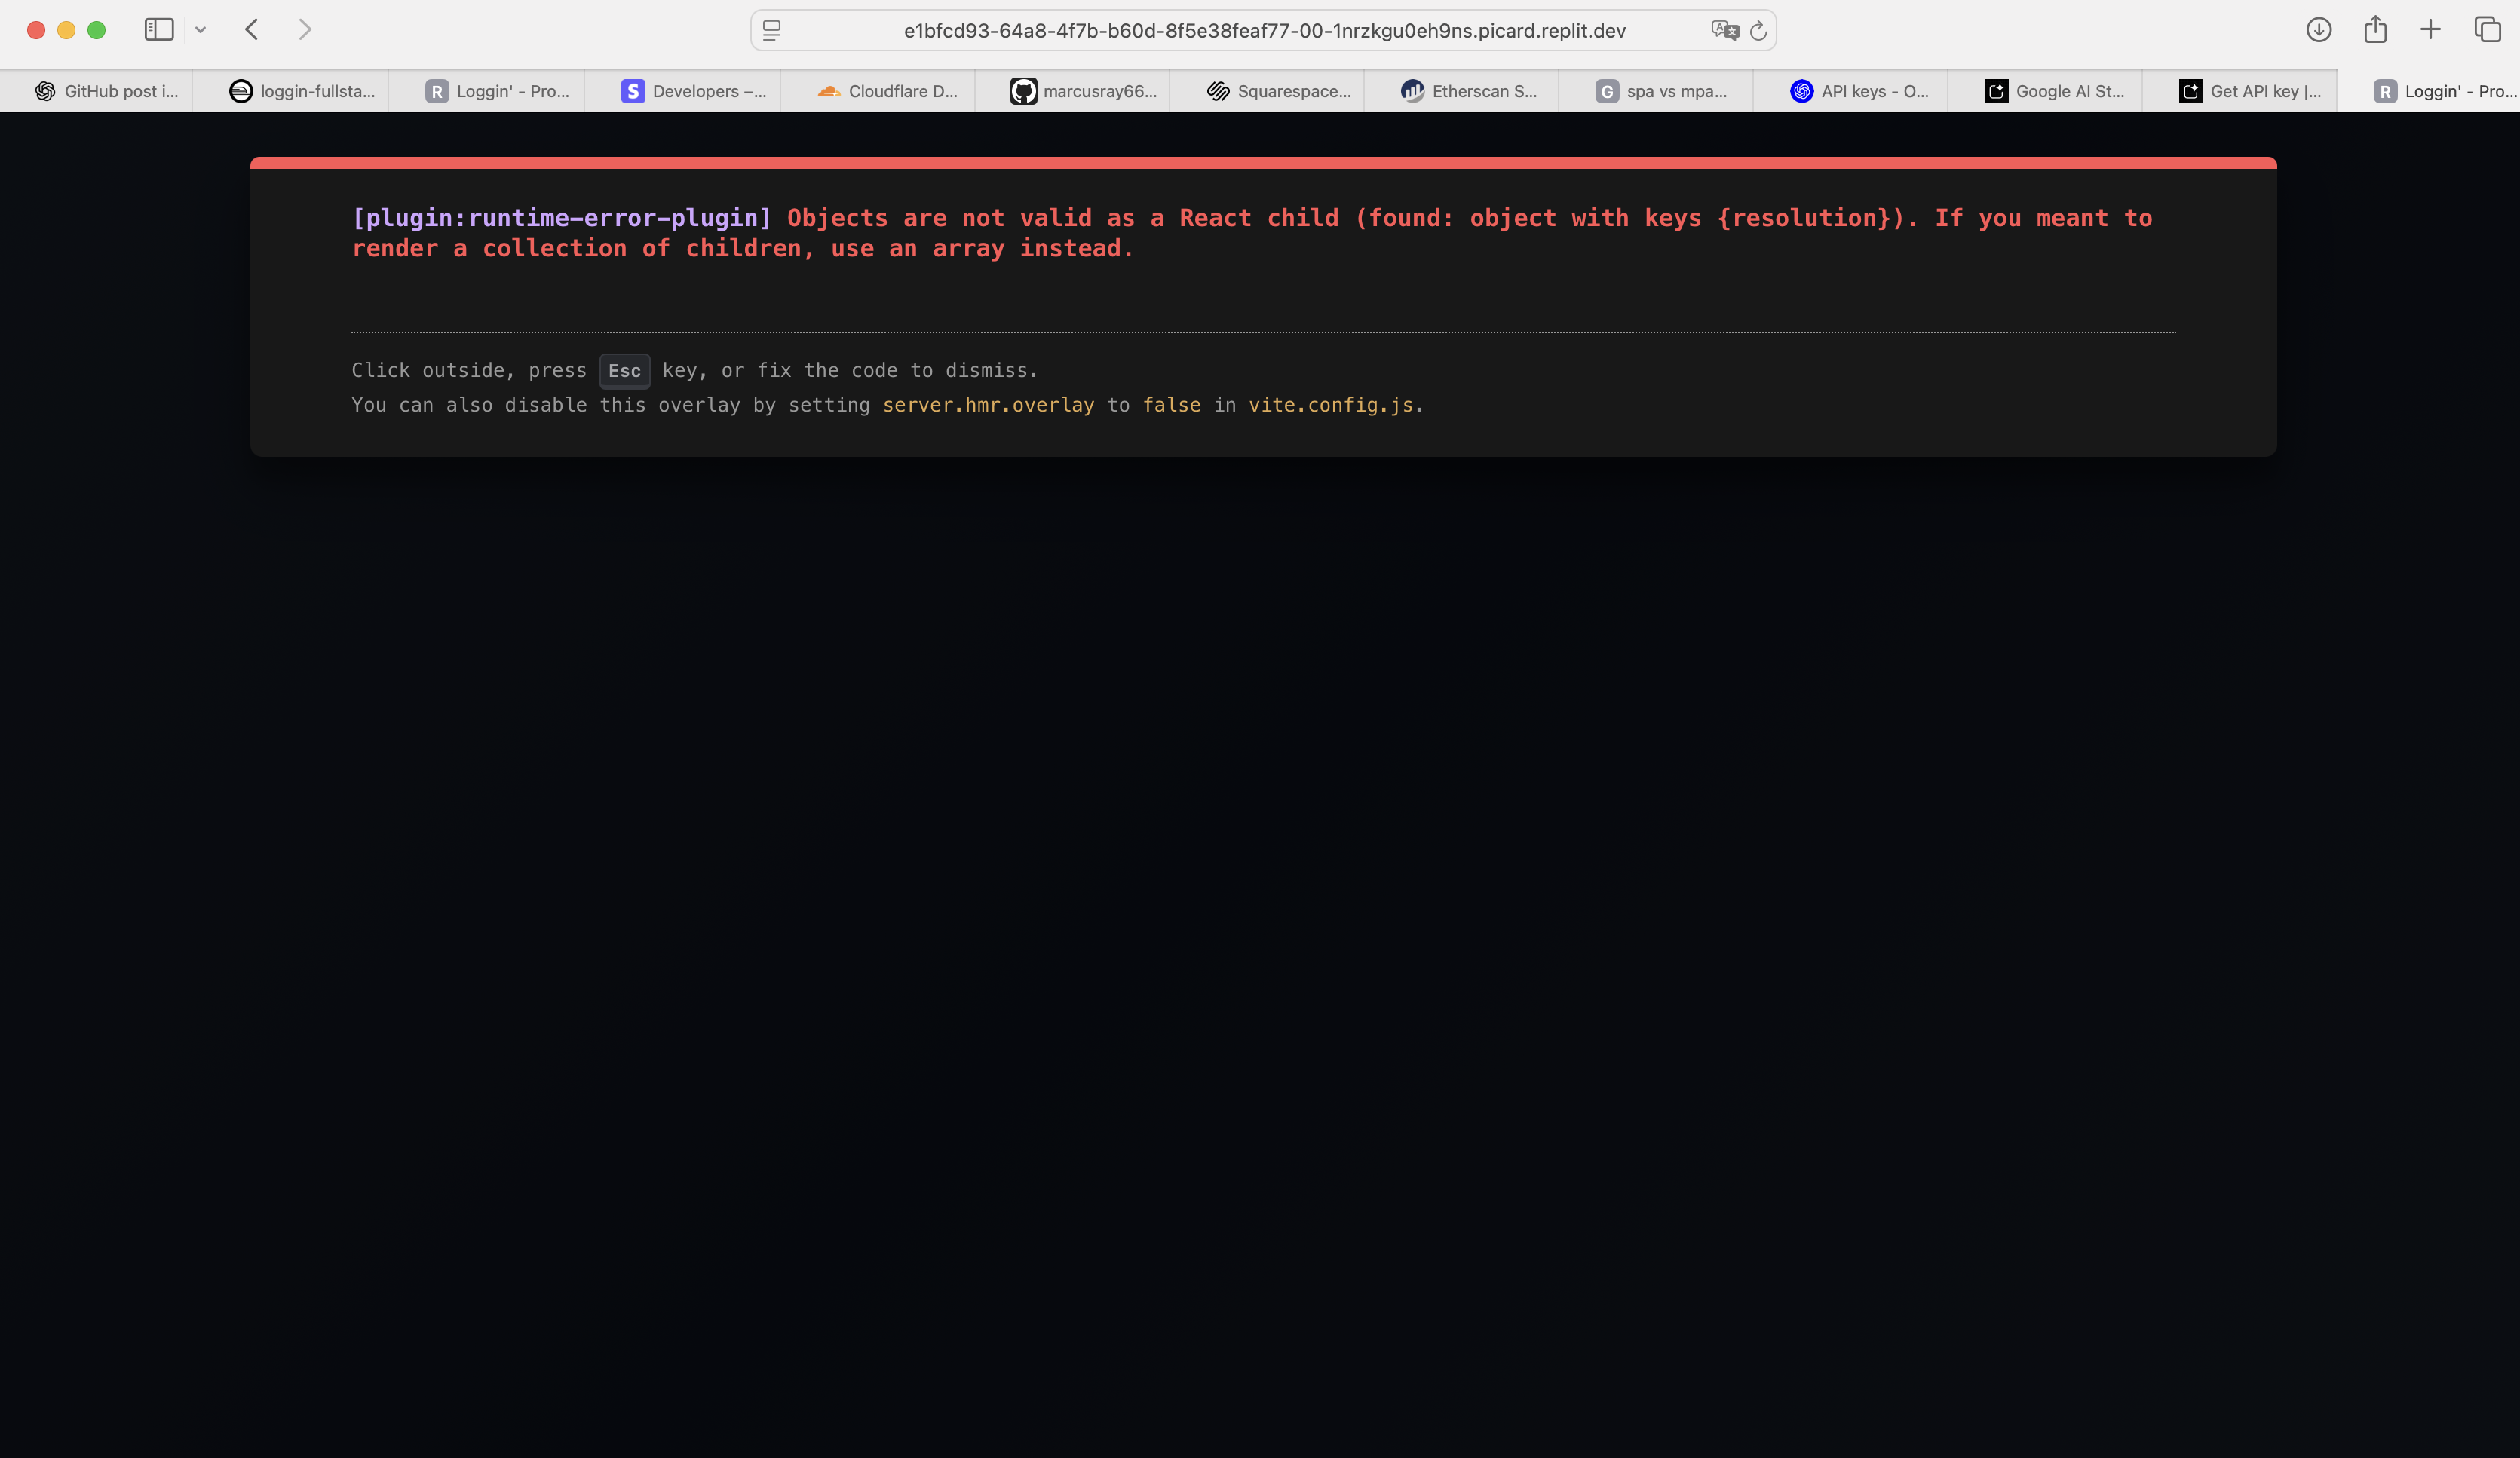 e1bfcd93-64a8-4f7b-b60d-8f5e38feaf77-00-1nrzkgu0eh9ns.picard.replit.dev
GitHub post i... loggin-fullsta... R Loggin' - Pro... S Developers –... Cloudflare D... marcusray66... Squarespace... Etherscan S... G spa vs mpa... API keys - O... Google AI St... Get API key |... R Loggin' - Pro...
[plugin:runtime-error-plugin] Objects are not valid as a React child (found: object with keys {resolution}). If you meant to
render a collection of children, use an array instead.
Click outside, press Esc key, or fix the code to dismiss.
You can also disable this overlay by setting server.hmr.overlay to false in vite.config.js.